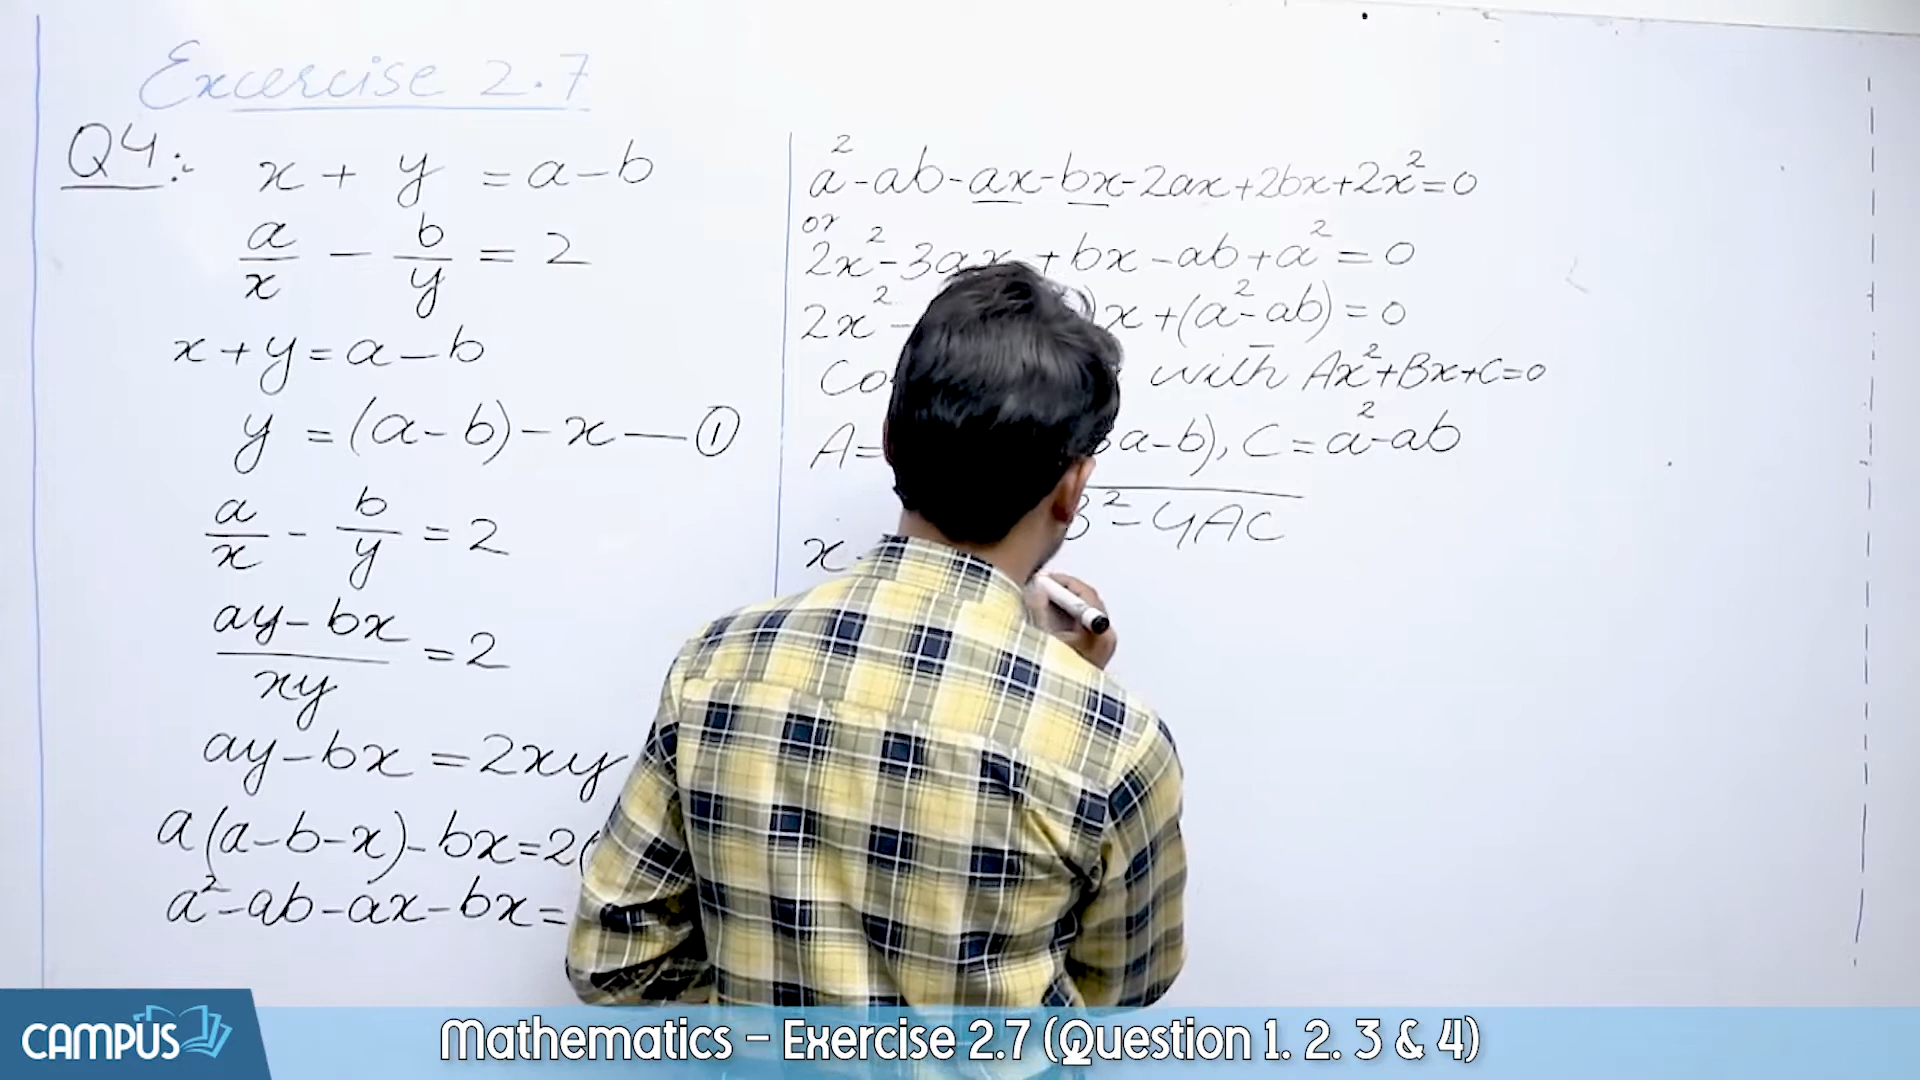 Excercise 2.7
Q4:-
x + y = a - b
a/x - b/y = 2
x + y = a - b
y = (a - b) - x — ①
a/x - b/y = 2
(ay - bx)/xy = 2
ay - bx = 2xy
a(a - b - x) - bx = 2(
a² - ab - ax - bx =
a² - ab - ax - bx - 2ax + 2bx + 2x² = 0
or
2x² - 3ax + bx - ab + a² = 0
2x² - )x + (a² - ab) = 0
with Ax² + Bx + C = 0
A = a - b), C = a² - ab
x B² - 4AC
CAMPUS
Mathematics – Exercise 2.7 (Question 1. 2. 3 & 4)